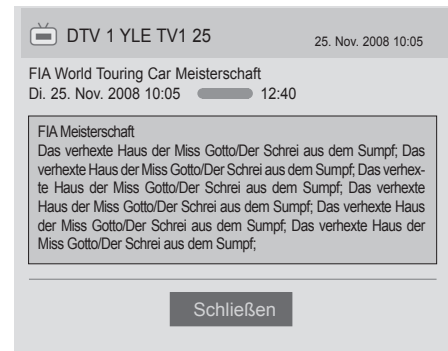 DTV 1 YLE TV1 25
25. Nov. 2008 10:05
FIA World Touring Car Meisterschaft
Di. 25. Nov. 2008 10:05 12:40
FIA Meisterschaft
Das verhexte Haus der Miss Gotto/Der Schrei aus dem Sumpf; Das
verhexte Haus der Miss Gotto/Der Schrei aus dem Sumpf; Das verhex-
te Haus der Miss Gotto/Der Schrei aus dem Sumpf; Das verhexte
Haus der Miss Gotto/Der Schrei aus dem Sumpf; Das verhexte Haus
der Miss Gotto/Der Schrei aus dem Sumpf; Das verhexte Haus der
Miss Gotto/Der Schrei aus dem Sumpf;
Schließen